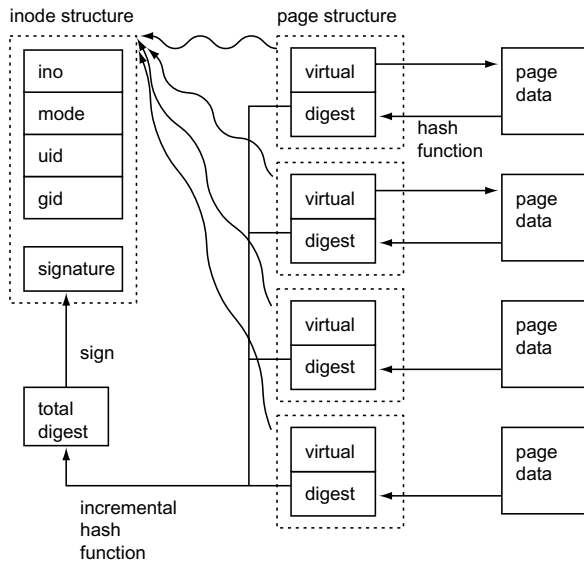 inode structure
ino
mode
uid
gid
signature
sign
total
digest
incremental
hash
function
page structure
virtual
digest
hash
function
page
data
virtual
digest
page
data
virtual
digest
page
data
virtual
digest
page
data